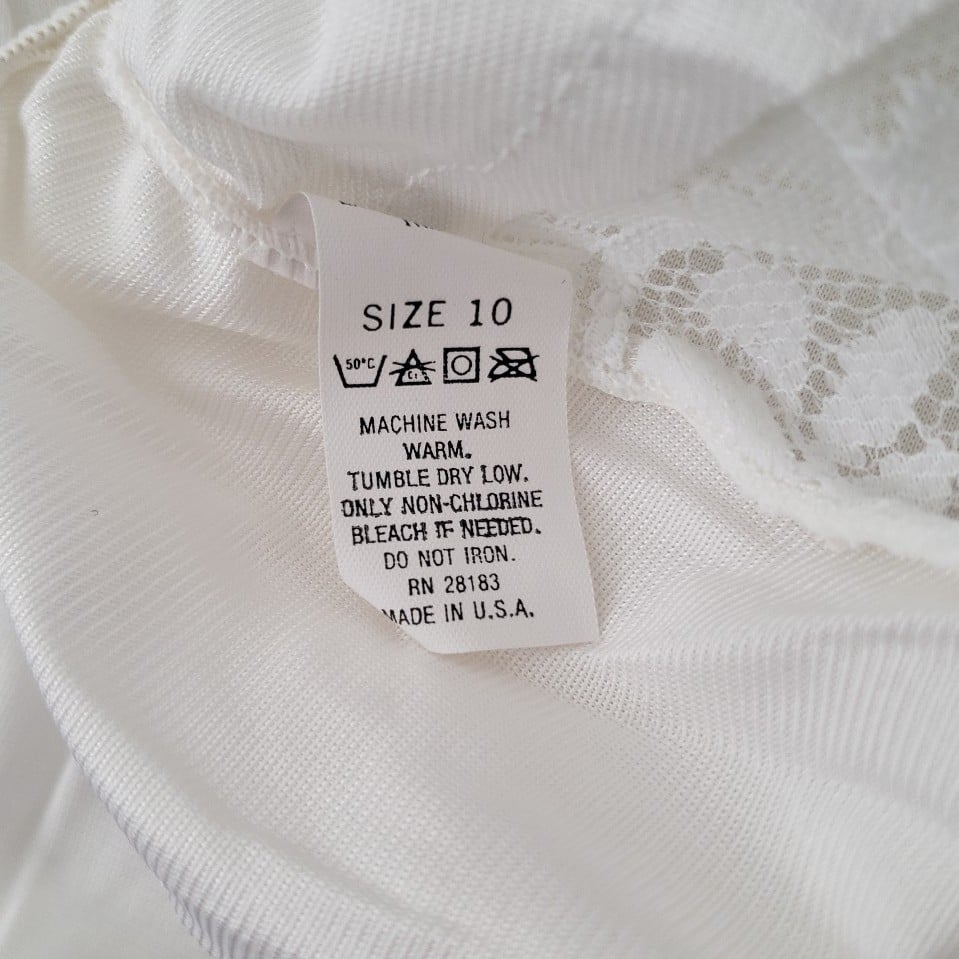 SIZE 10
50°C
MACHINE WASH
WARM.
TUMBLE DRY LOW.
ONLY NON-CHLORINE
BLEACH IF NEEDED.
DO NOT IRON.
RN 28183
MADE IN U.S.A.